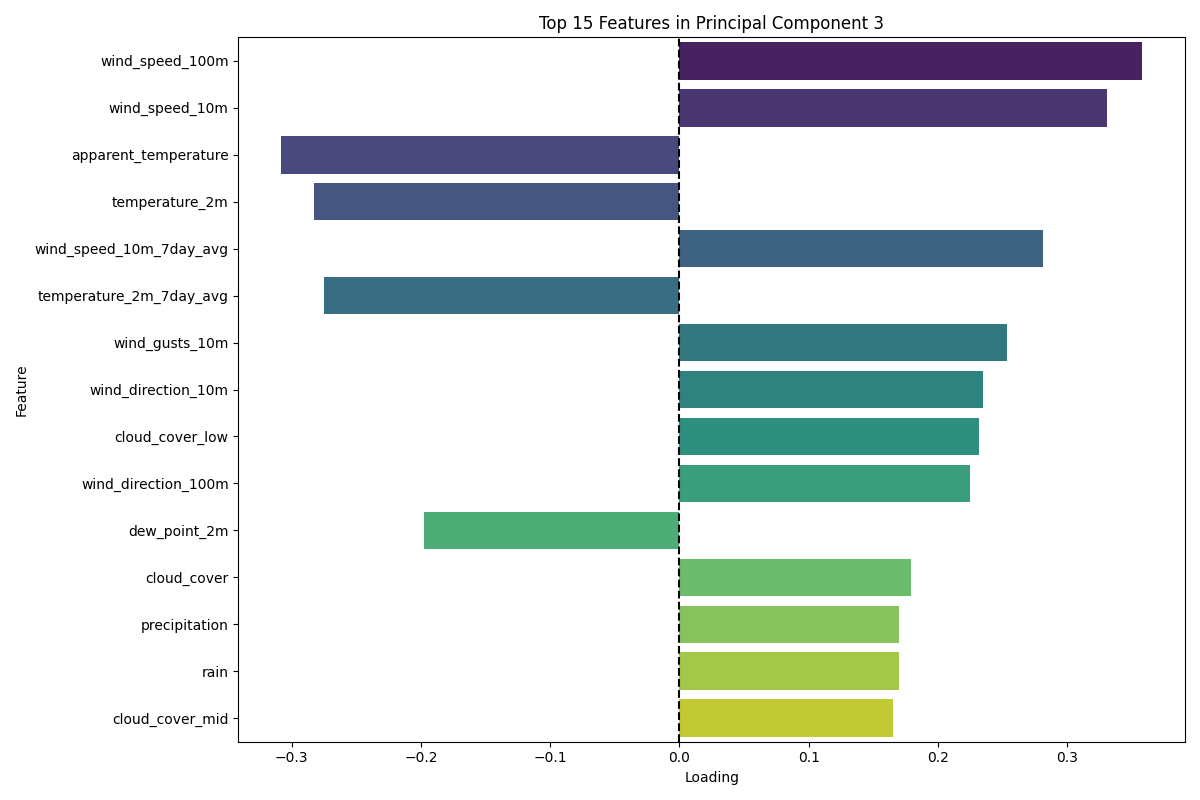 Top 15 Features in Principal Component 3
wind_speed_100m
wind_speed_10m
apparent_temperature
temperature_2m
wind_speed_10m_7day_avg
temperature_2m_7day_avg
wind_gusts_10m
wind_direction_10m
cloud_cover_low
wind_direction_100m
dew_point_2m
cloud_cover
precipitation
rain
cloud_cover_mid
Feature
−0.3 −0.2 −0.1 0.0 0.1 0.2 0.3
Loading